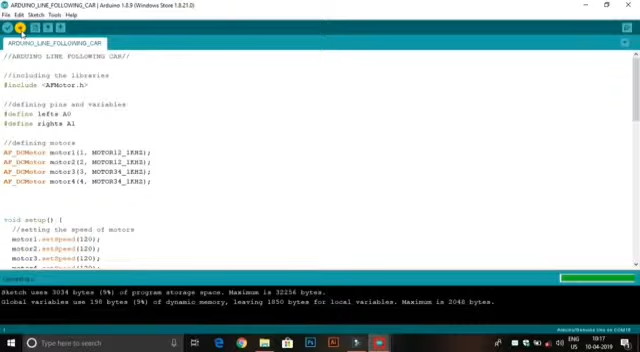 ARDUINO_LINE_FOLLOWING_CAR | Arduino 1.8.9 (Windows Store 1.8.21.0)
File Edit Sketch Tools Help
ARDUINO_LINE_FOLLOWING_CAR
//ARDUINO LINE FOLLOWING CAR//
//including the libraries
#include <AFMotor.h>
//defining pins and variables
#define lefts A0
#define rights A1
//defining motors
AF_DCMotor motor1(1, MOTOR12_1KHZ);
AF_DCMotor motor2(2, MOTOR12_1KHZ);
AF_DCMotor motor3(3, MOTOR34_1KHZ);
AF_DCMotor motor4(4, MOTOR34_1KHZ);
void setup() {
//setting the speed of motors
motor1.setSpeed(120);
motor2.setSpeed(120);
motor3.setSpeed(120);
Sketch uses 3034 bytes (9%) of program storage space. Maximum is 32256 bytes.
Global variables use 198 bytes (9%) of dynamic memory, leaving 1850 bytes for local variables. Maximum is 2048 bytes.
Type here to search
Ps
Ai
ENG
US
10:17
10-04-2019